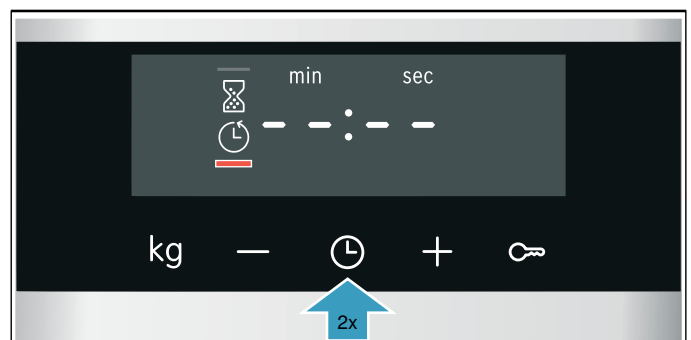 min sec
--:--
kg − +
2x